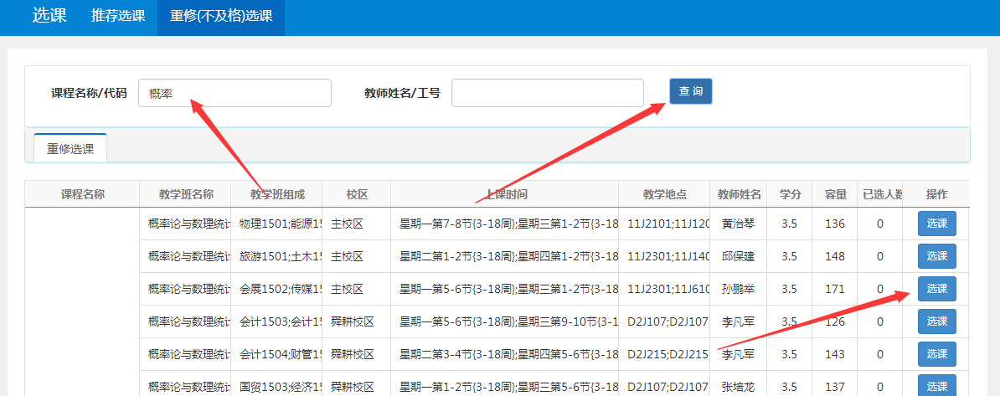 选课 推荐选课 重修(不及格)选课
课程名称/代码 概率 教师姓名/工号 查 询
重修选课
课程名称 教学班名称 教学班组成 校区 上课时间 教学地点 教师姓名 学分 容量 已选人数 操作
概率论与数理统计 物理1501;能源15 主校区 星期一第7-8节{3-18周};星期三第1-2节{3-18 11J2101;11J120 黄治琴 3.5 136 0 选课
概率论与数理统计 旅游1501;土木15 主校区 星期二第1-2节{3-18周};星期四第1-2节{3-18 11J2301;11J140 邱保建 3.5 148 0 选课
概率论与数理统计 会展1502;传媒15 主校区 星期一第5-6节{3-18周};星期三第1-2节{3-18 11J2301;11J610 孙鹏举 3.5 171 0 选课
概率论与数理统计 会计1503;会计15 舜耕校区 星期一第5-6节{3-18周};星期三第9-10节{3-1 D2J107;D2J107 李凡军 3.5 126 0 选课
概率论与数理统计 会计1504;财管15 舜耕校区 星期二第3-4节{3-18周};星期四第5-6节{3-18 D2J215;D2J215 李凡军 3.5 143 0 选课
概率论与数理统计 国贸1503;经济15 舜耕校区 星期一第1-2节{3-18周};星期三第5-6节{3-18 D2J107;D2J107 张培龙 3.5 137 0 选课